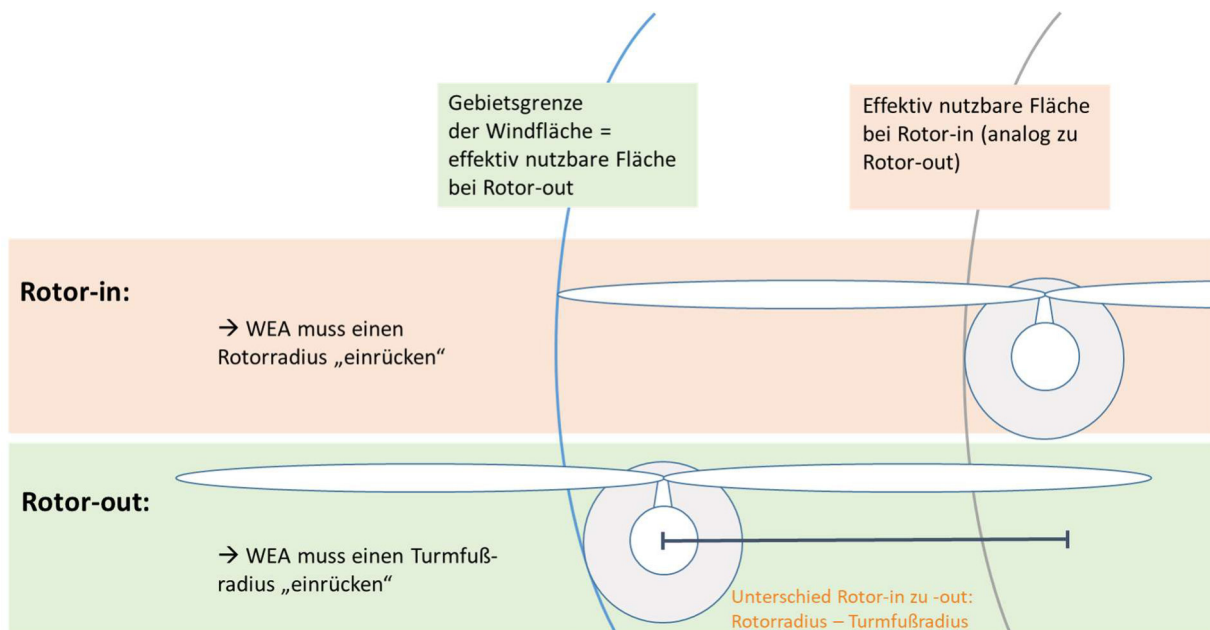 Gebietsgrenze
der Windfläche =
effektiv nutzbare Fläche
bei Rotor-out
Effektiv nutzbare Fläche
bei Rotor-in (analog zu
Rotor-out)
Rotor-in:
→ WEA muss einen
Rotorradius „einrücken“
Rotor-out:
→ WEA muss einen Turmfuß-
radius „einrücken“
Unterschied Rotor-in zu -out:
Rotorradius – Turmfußradius